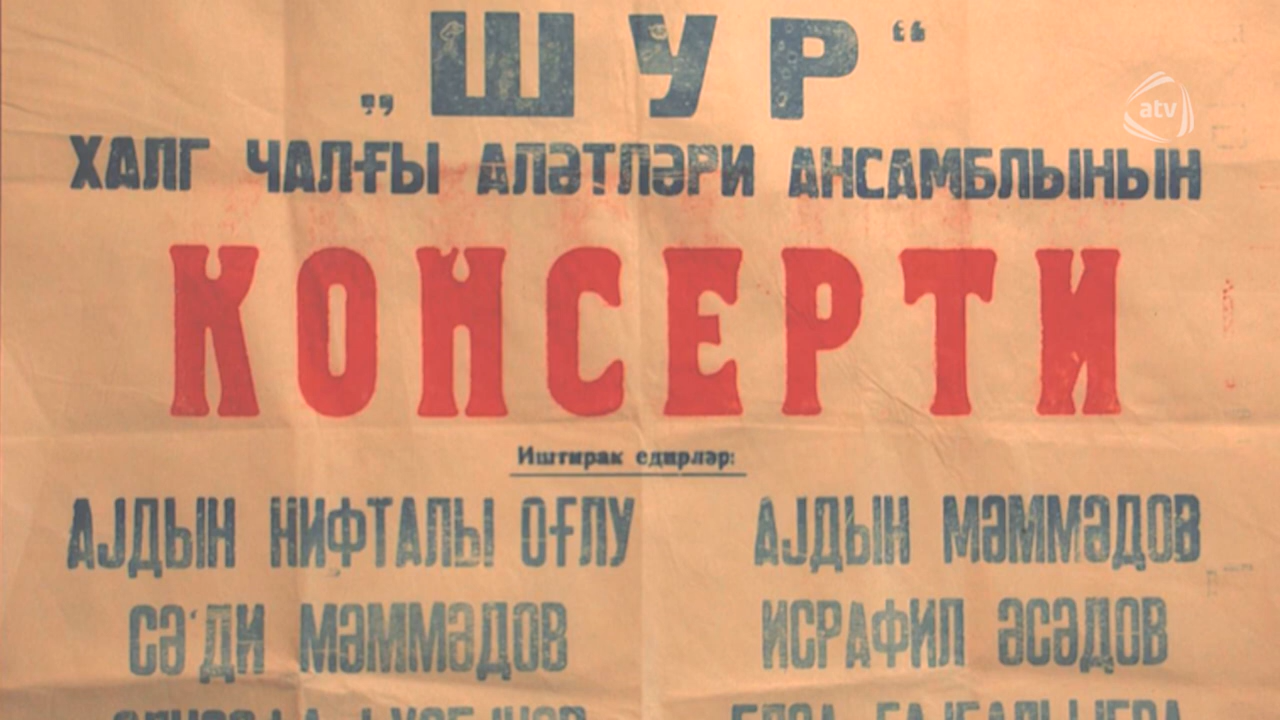 „ШУР“
atv
ХАЛГ ЧАЛҒЫ АЛӘТЛӘРИ АНСАМБЛЫНЫН
КОНСЕРТИ
Иштирак едирләр:
АЈДЫН НИФТАЛЫ ОҒЛУ АЈДЫН МӘММӘДОВ
СӘ‘ДИ МӘММӘДОВ ИСРАФИЛ ӘСӘДОВ